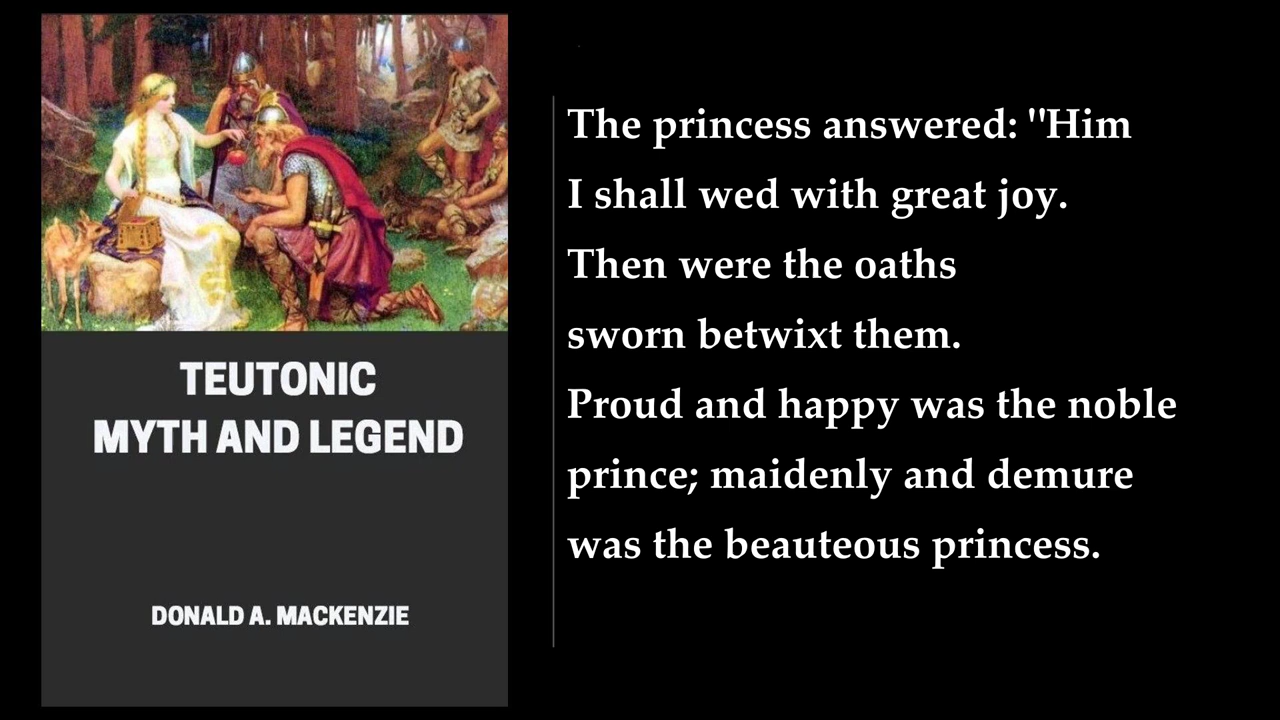 TEUTONIC
MYTH AND LEGEND
DONALD A. MACKENZIE
The princess answered: "Him
I shall wed with great joy.
Then were the oaths
sworn betwixt them.
Proud and happy was the noble
prince; maidenly and demure
was the beauteous princess.